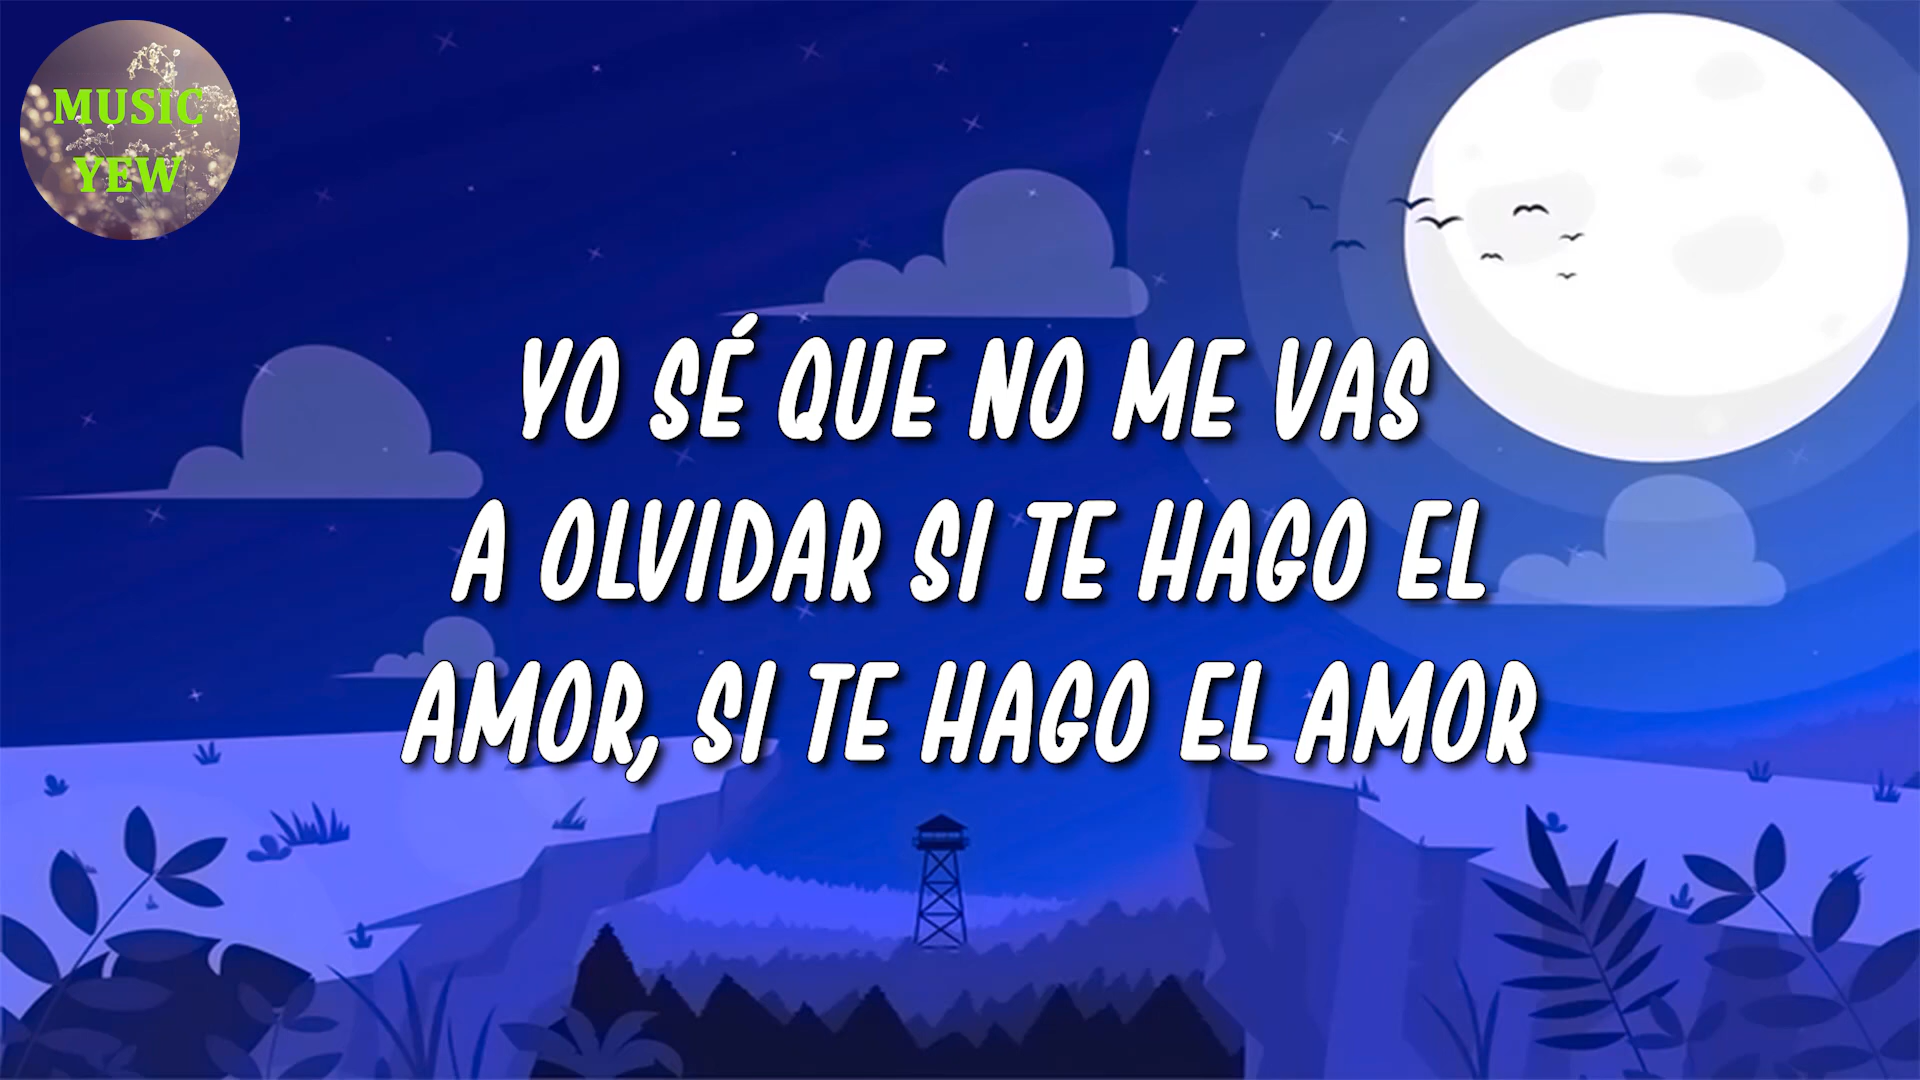 MUSIC
YEW
YO SÉ QUE NO ME VAS
A OLVIDAR SI TE HAGO EL
AMOR, SI TE HAGO EL AMOR